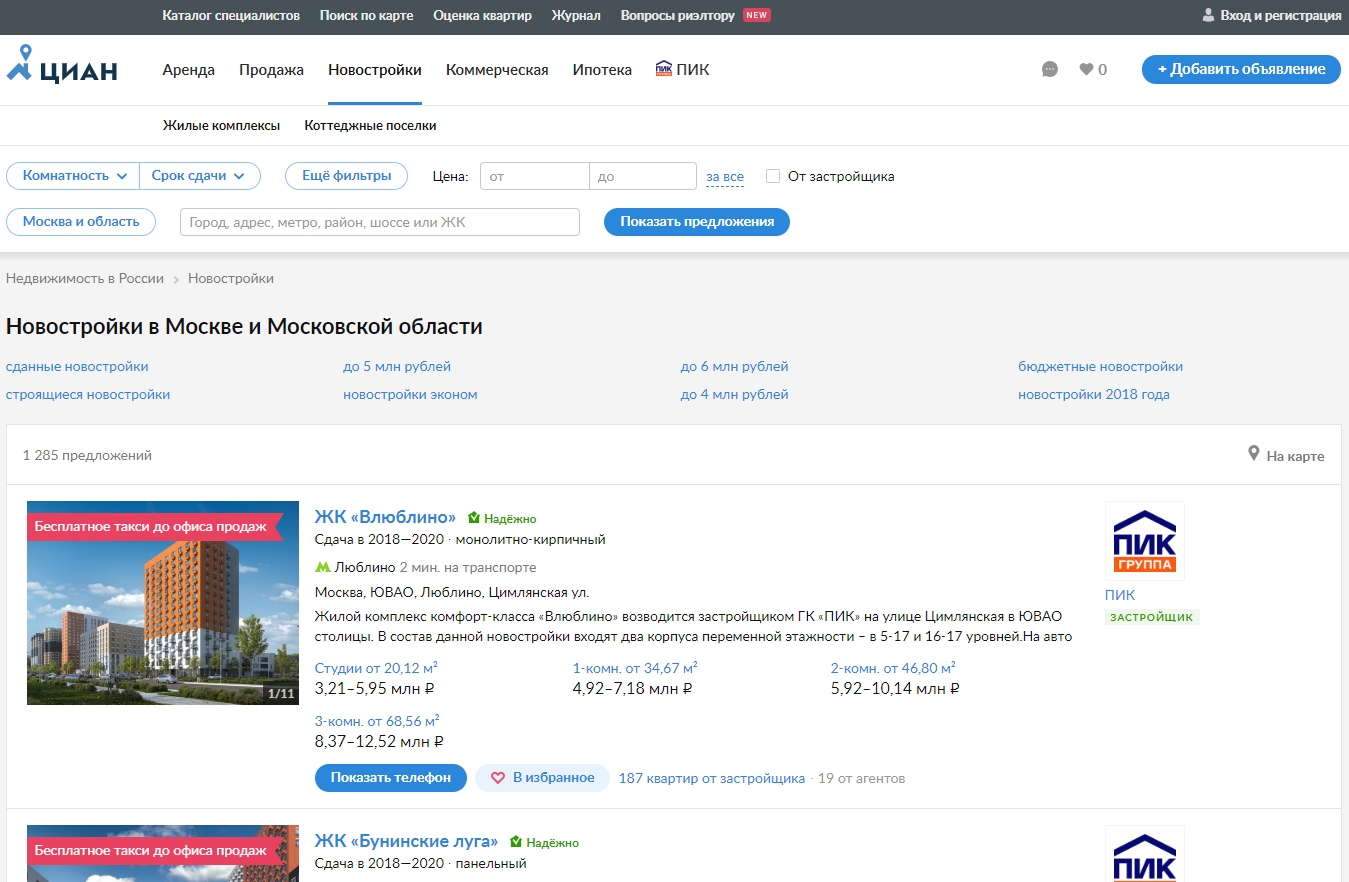 Каталог специалистов Поиск по карте Оценка квартир Журнал Вопросы риэлтору NEW Вход и регистрация
ЦИАН Аренда Продажа Новостройки Коммерческая Ипотека ПИК ПИК 0 + Добавить объявление
Жилые комплексы Коттеджные поселки
Комнатность Срок сдачи Ещё фильтры Цена: от до за все От застройщика
Москва и область Город, адрес, метро, район, шоссе или ЖК Показать предложения
Недвижимость в России Новостройки
Новостройки в Москве и Московской области
сданные новостройки до 5 млн рублей до 6 млн рублей бюджетные новостройки
строящиеся новостройки новостройки эконом до 4 млн рублей новостройки 2018 года
1 285 предложений На карте
Бесплатное такси до офиса продаж
1/11
ЖК «Влюблино» Надёжно
Сдача в 2018—2020 · монолитно-кирпичный
Люблино 2 мин. на транспорте
Москва, ЮВАО, Люблино, Цимлянская ул.
Жилой комплекс комфорт-класса «Влюблино» возводится застройщиком ГК «ПИК» на улице Цимлянская в ЮВАО
столицы. В состав данной новостройки входят два корпуса переменной этажности – в 5-17 и 16-17 уровней.На авто
Студии от 20,12 м² 1-комн. от 34,67 м² 2-комн. от 46,80 м²
3,21–5,95 млн ₽ 4,92–7,18 млн ₽ 5,92–10,14 млн ₽
3-комн. от 68,56 м²
8,37–12,52 млн ₽
Показать телефон В избранное 187 квартир от застройщика · 19 от агентов
ПИК
ГРУППА
ПИК
ЗАСТРОЙЩИК
Бесплатное такси до офиса продаж
ЖК «Бунинские луга» Надёжно
Сдача в 2018—2020 · панельный
ПИК